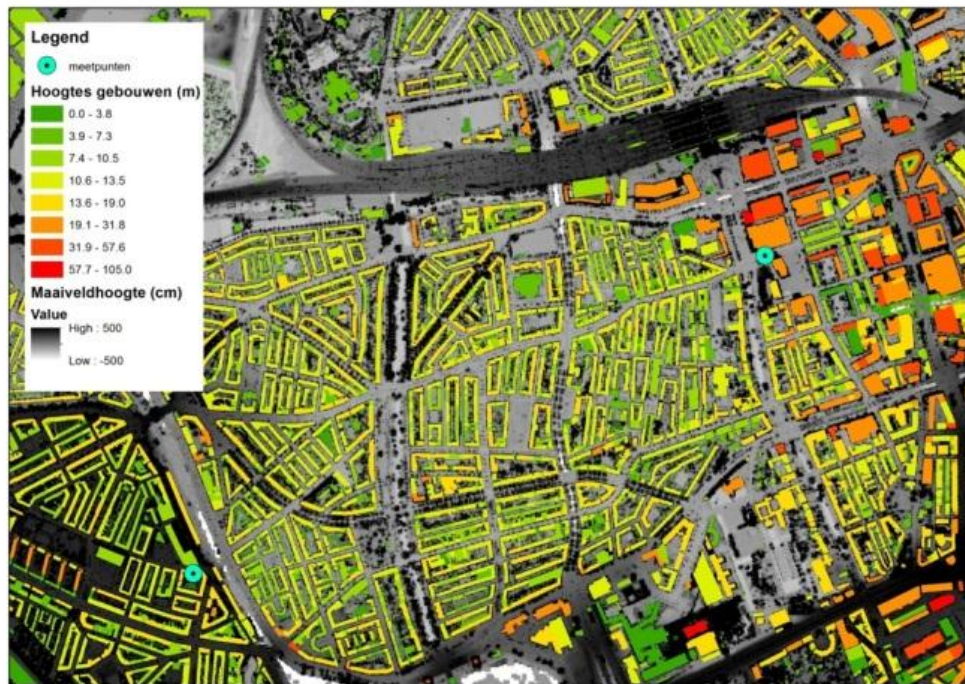 Legend
meetpunten
Hoogtes gebouwen (m)
0.0 - 3.8
3.9 - 7.3
7.4 - 10.5
10.6 - 13.5
13.6 - 19.0
19.1 - 31.8
31.9 - 57.6
57.7 - 105.0
Maaiveldhoogte (cm)
Value
High : 500
Low : -500